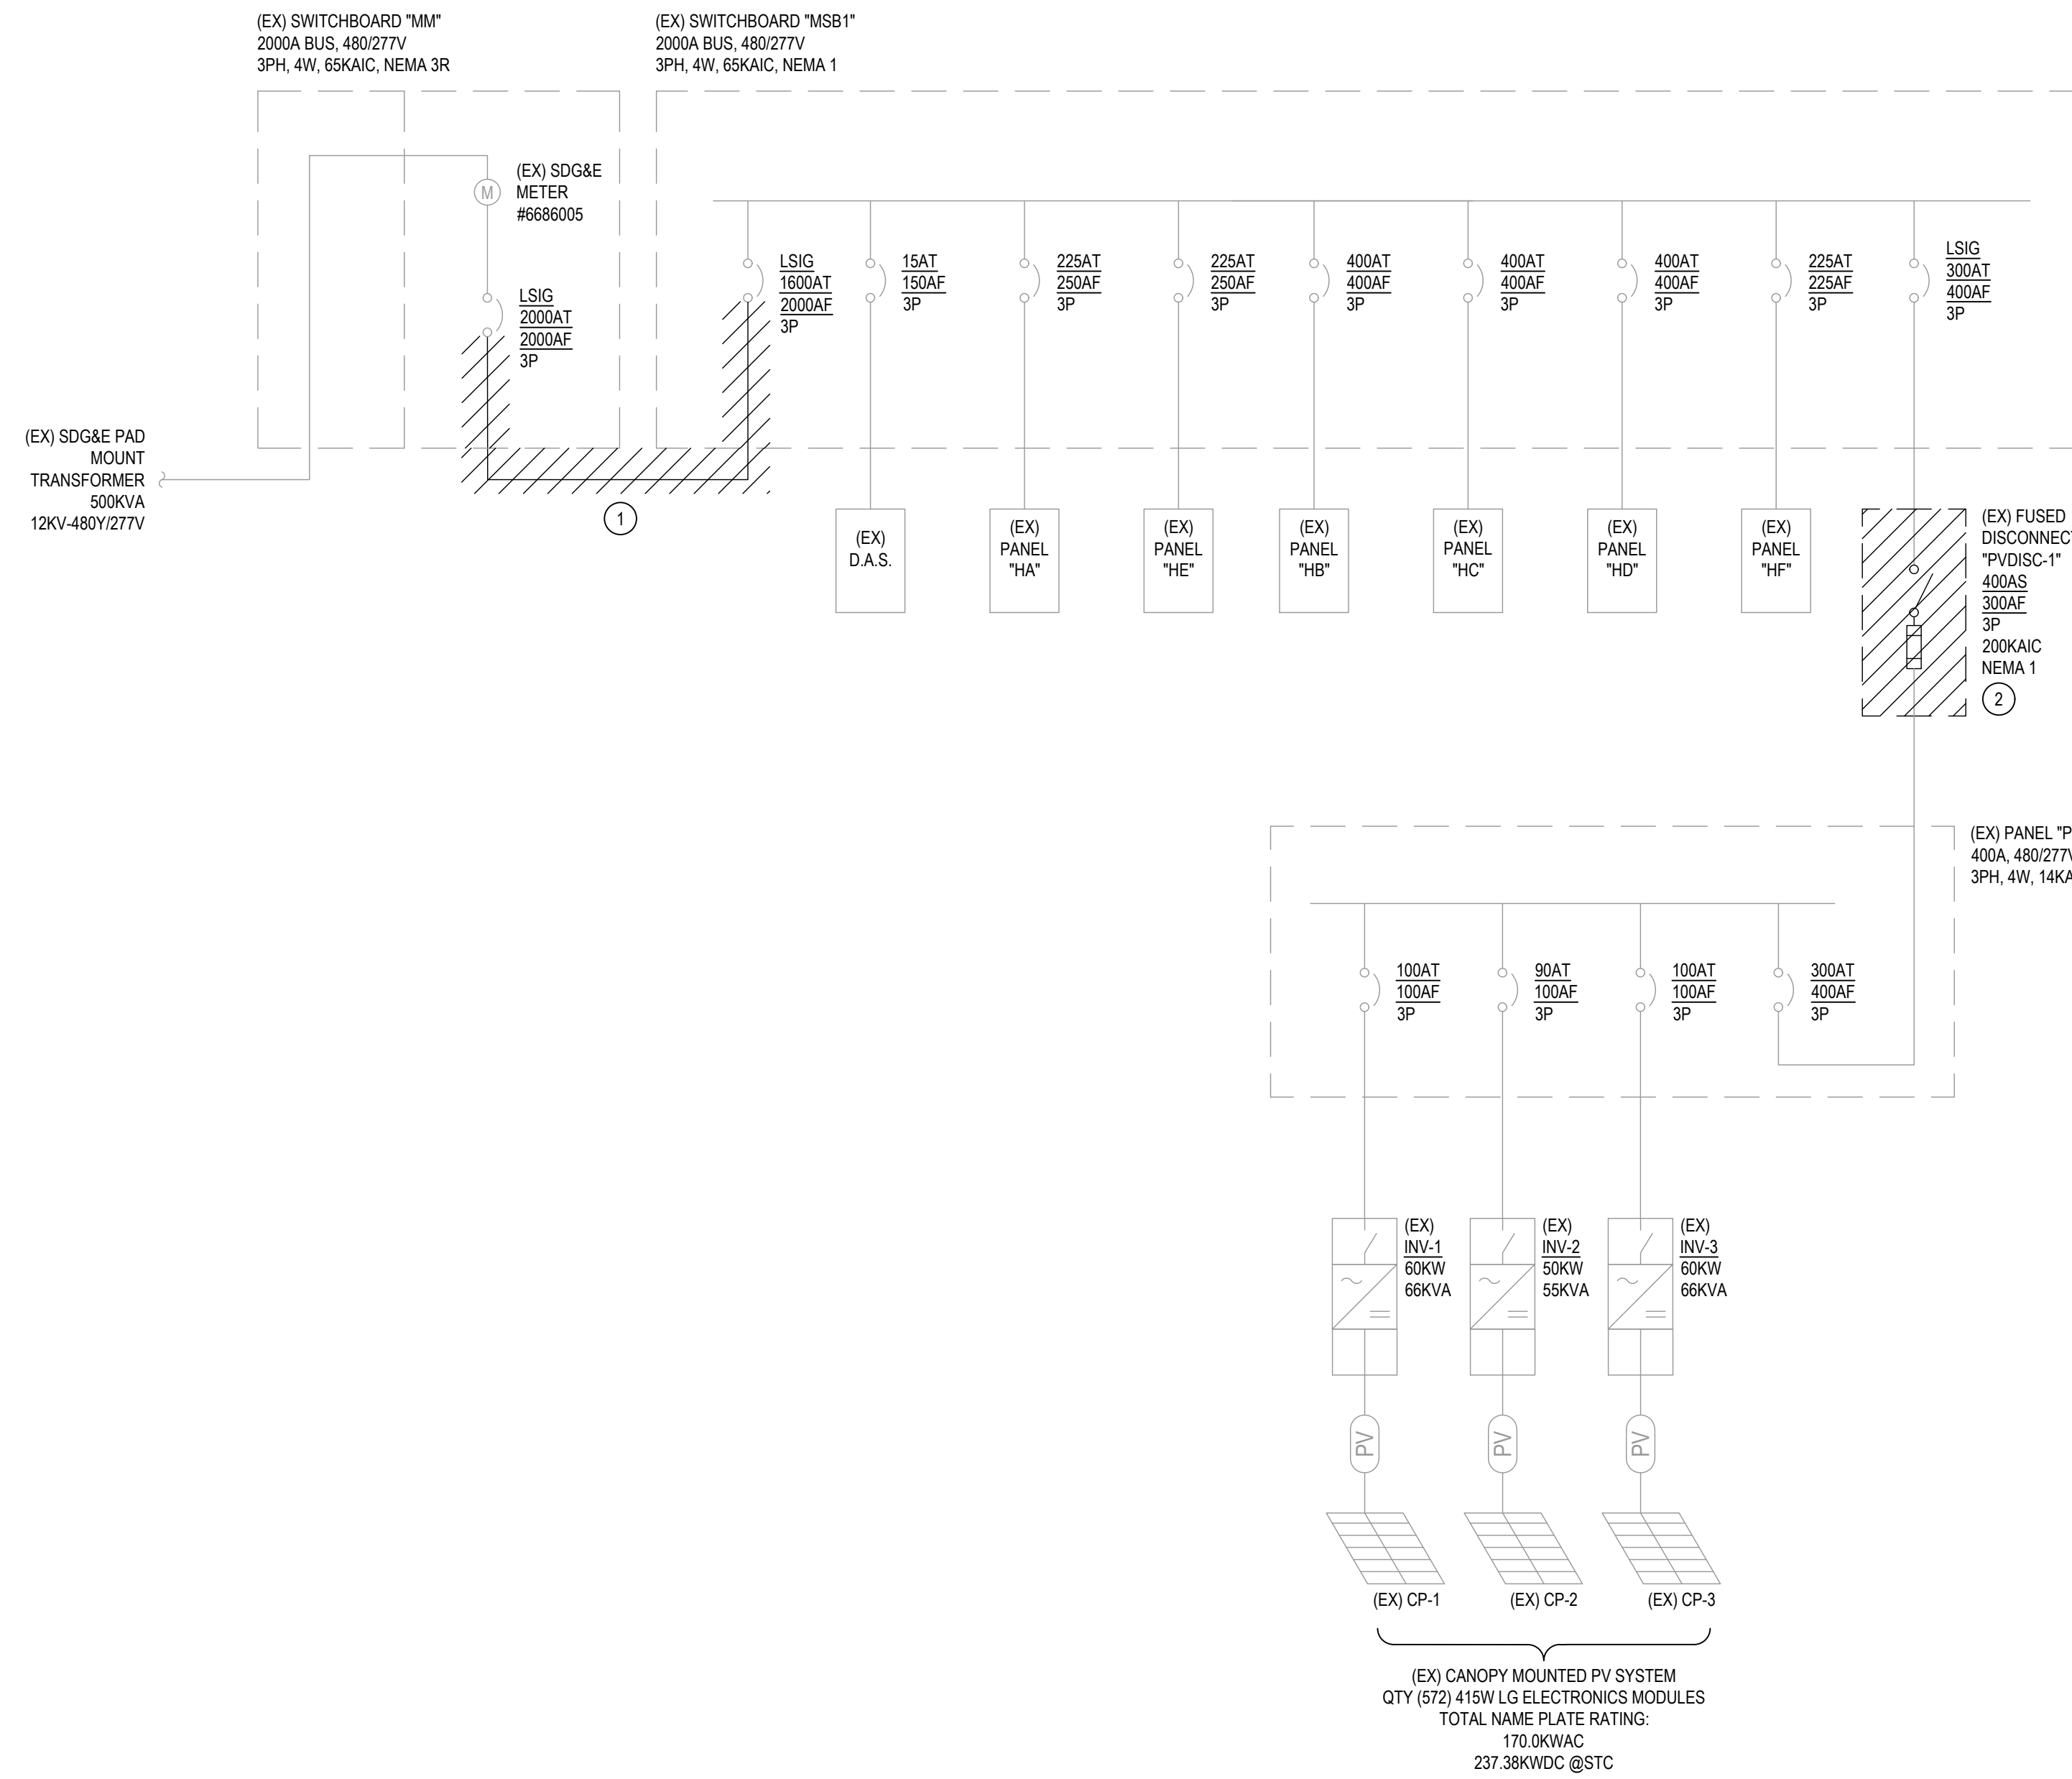 (EX) SWITCHBOARD "MM"
2000A BUS, 480/277V
3PH, 4W, 65KAIC, NEMA 3R
(EX) SWITCHBOARD "MSB1"
2000A BUS, 480/277V
3PH, 4W, 65KAIC, NEMA 1
M
(EX) SDG&E
METER
#6686005
LSIG
2000AT
2000AF
3P
(EX) SDG&E PAD
MOUNT
TRANSFORMER
500KVA
12KV-480Y/277V
1
LSIG
1600AT
2000AF
3P
15AT
150AF
3P
225AT
250AF
3P
225AT
250AF
3P
400AT
400AF
3P
400AT
400AF
3P
400AT
400AF
3P
225AT
225AF
3P
LSIG
300AT
400AF
3P
(EX)
D.A.S.
(EX)
PANEL
"HA"
(EX)
PANEL
"HE"
(EX)
PANEL
"HB"
(EX)
PANEL
"HC"
(EX)
PANEL
"HD"
(EX)
PANEL
"HF"
(EX) FUSED
DISCONNECT
"PVDISC-1"
400AS
300AF
3P
200KAIC
NEMA 1
2
(EX) PANEL "P
400A, 480/277V
3PH, 4W, 14KA
100AT
100AF
3P
90AT
100AF
3P
100AT
100AF
3P
300AT
400AF
3P
(EX)
INV-1
60KW
66KVA
(EX)
INV-2
50KW
55KVA
(EX)
INV-3
60KW
66KVA
PV
PV
PV
(EX) CP-1
(EX) CP-2
(EX) CP-3
(EX) CANOPY MOUNTED PV SYSTEM
QTY (572) 415W LG ELECTRONICS MODULES
TOTAL NAME PLATE RATING:
170.0KWAC
237.38KWDC @STC